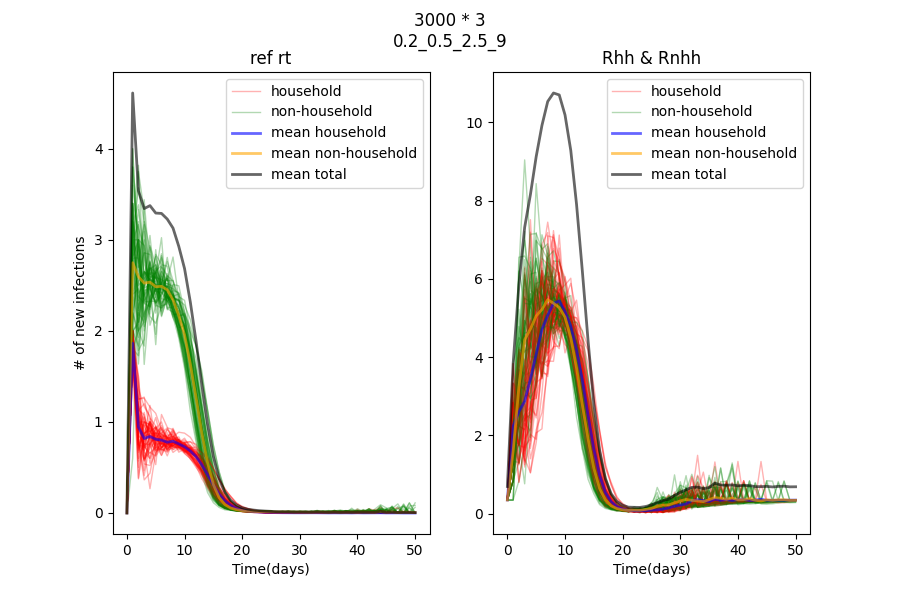 3000 * 3
0.2_0.5_2.5_9
ref rt
household
non-household
mean household
mean non-household
mean total
# of new infections
4
3
2
1
0
0 10 20 30 40 50
Time(days)
Rhh & Rnhh
household
non-household
mean household
mean non-household
mean total
10
8
6
4
2
0
0 10 20 30 40 50
Time(days)